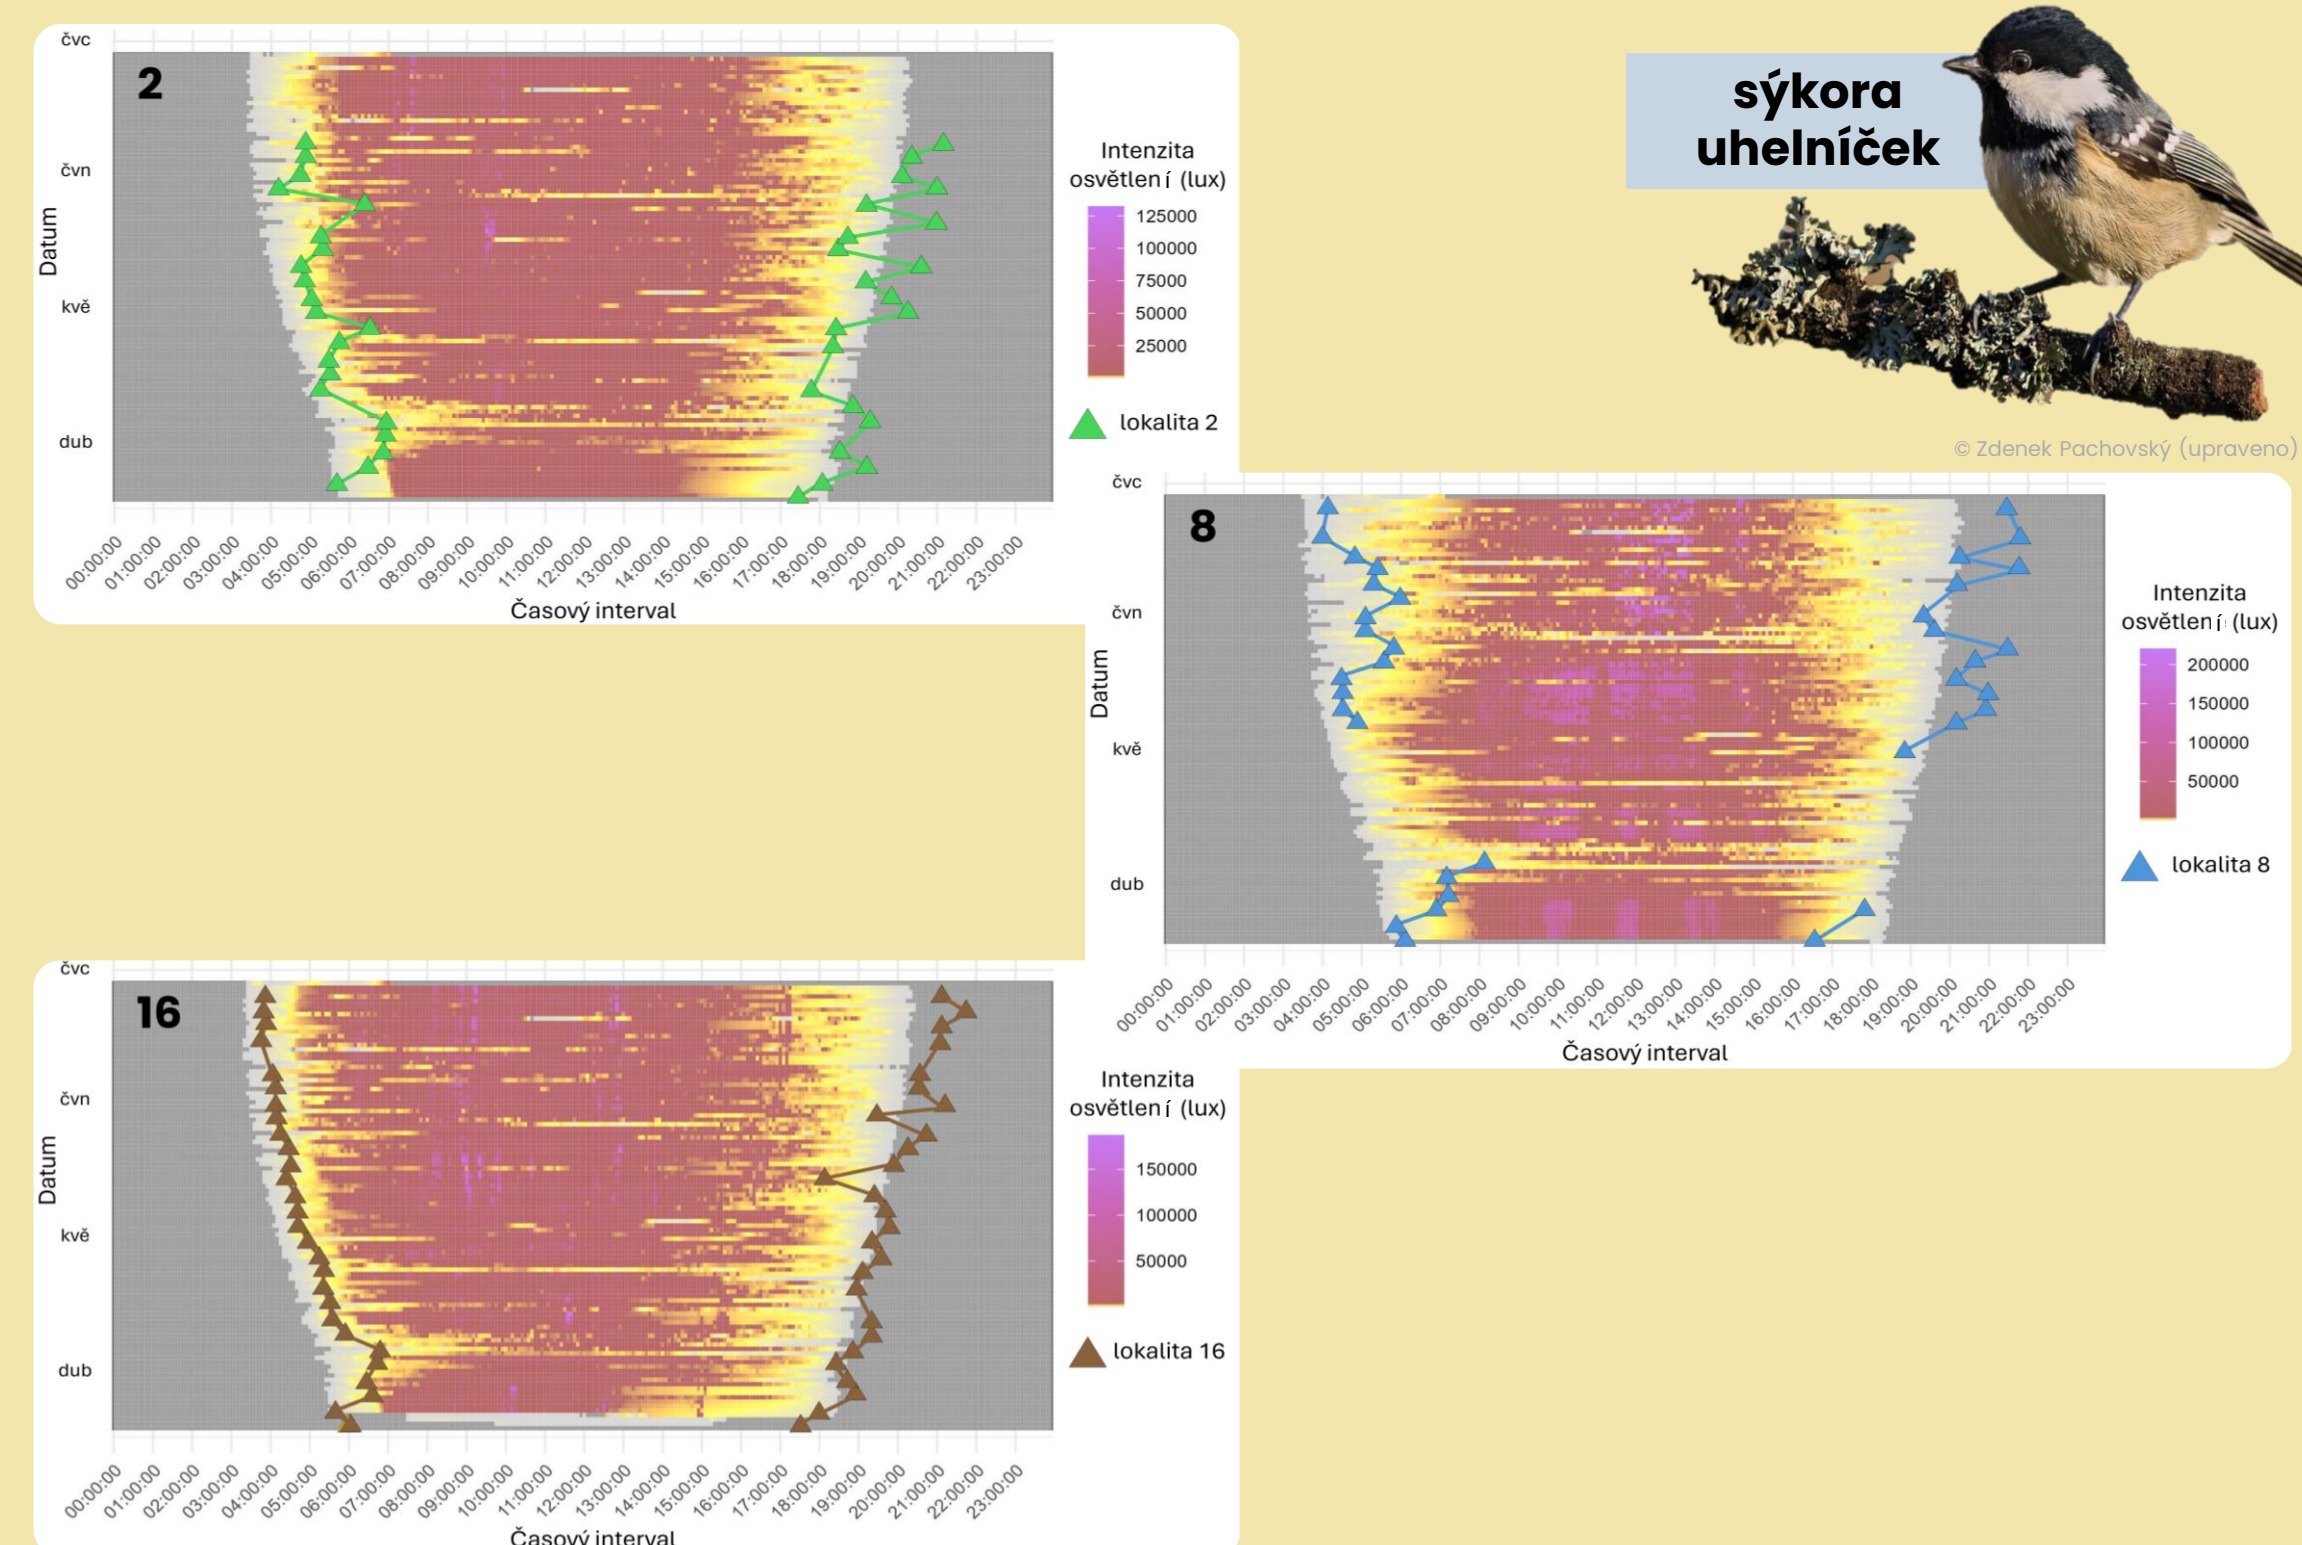 čvc
2
čvn
kvě
dub
Datum
00:00:00
01:00:00
02:00:00
03:00:00
04:00:00
05:00:00
06:00:00
07:00:00
08:00:00
09:00:00
10:00:00
11:00:00
12:00:00
13:00:00
14:00:00
15:00:00
16:00:00
17:00:00
18:00:00
19:00:00
20:00:00
21:00:00
22:00:00
23:00:00
Časový interval
Intenzita
osvětlení (lux)
125000
100000
75000
50000
25000
lokalita 2
sýkora
uhelníček
© Zdenek Pachovský (upraveno)
čvc
8
čvn
kvě
dub
Datum
00:00:00
01:00:00
02:00:00
03:00:00
04:00:00
05:00:00
06:00:00
07:00:00
08:00:00
09:00:00
10:00:00
11:00:00
12:00:00
13:00:00
14:00:00
15:00:00
16:00:00
17:00:00
18:00:00
19:00:00
20:00:00
21:00:00
22:00:00
23:00:00
Časový interval
Intenzita
osvětlení (lux)
200000
150000
100000
50000
lokalita 8
čvc
16
čvn
kvě
dub
Datum
00:00:00
01:00:00
02:00:00
03:00:00
04:00:00
05:00:00
06:00:00
07:00:00
08:00:00
09:00:00
10:00:00
11:00:00
12:00:00
13:00:00
14:00:00
15:00:00
16:00:00
17:00:00
18:00:00
19:00:00
20:00:00
21:00:00
22:00:00
23:00:00
Časový interval
Intenzita
osvětlení (lux)
150000
100000
50000
lokalita 16